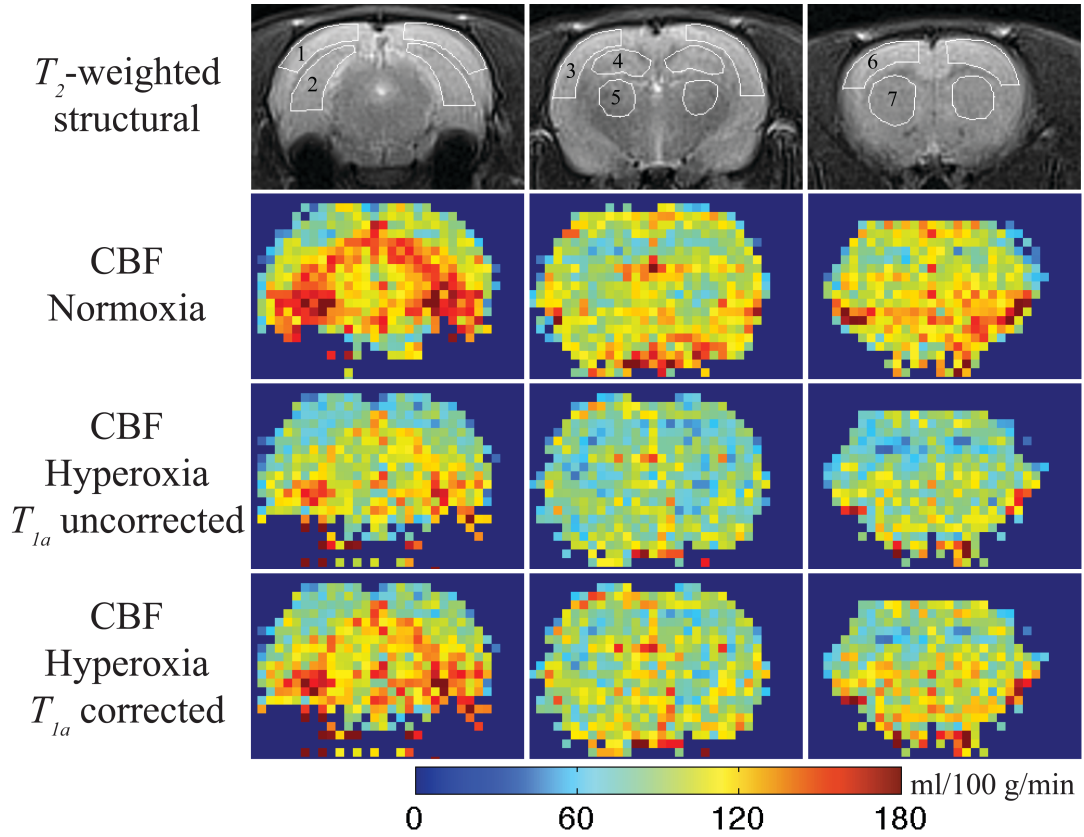 T2-weighted
structural
1
2
3
4
5
6
7
CBF
Normoxia
CBF
Hyperoxia
T1a uncorrected
CBF
Hyperoxia
T1a corrected
ml/100 g/min
0 60 120 180